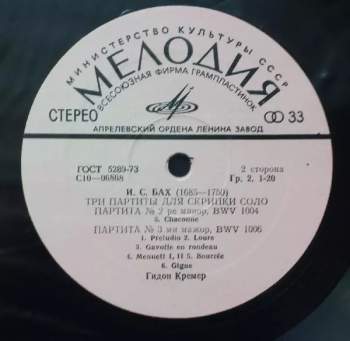 МИНИСТЕРСТВО КУЛЬТУРЫ СССР
МЕЛОДИЯ
ВСЕСОЮЗНАЯ ФИРМА ГРАМПЛАСТИНОК
СТЕРЕО 33
АПРЕЛЕВСКИЙ ОРДЕНА ЛЕНИНА ЗАВОД
ГОСТ 5289-73 2 сторона
С10—06868 Гр. 2. 1-20
И. С. БАХ (1685—1750)
ТРИ ПАРТИТЫ ДЛЯ СКРИПКИ СОЛО
ПАРТИТА № 2 ре минор, BWV 1004
5. Chaconne
ПАРТИТА № 3 ми мажор, BWV 1006
1. Preludio 2. Loure
3. Gavotte en rondeau
4. Menuett I, II 5. Bourrée
6. Gigue
Гидон Кремер